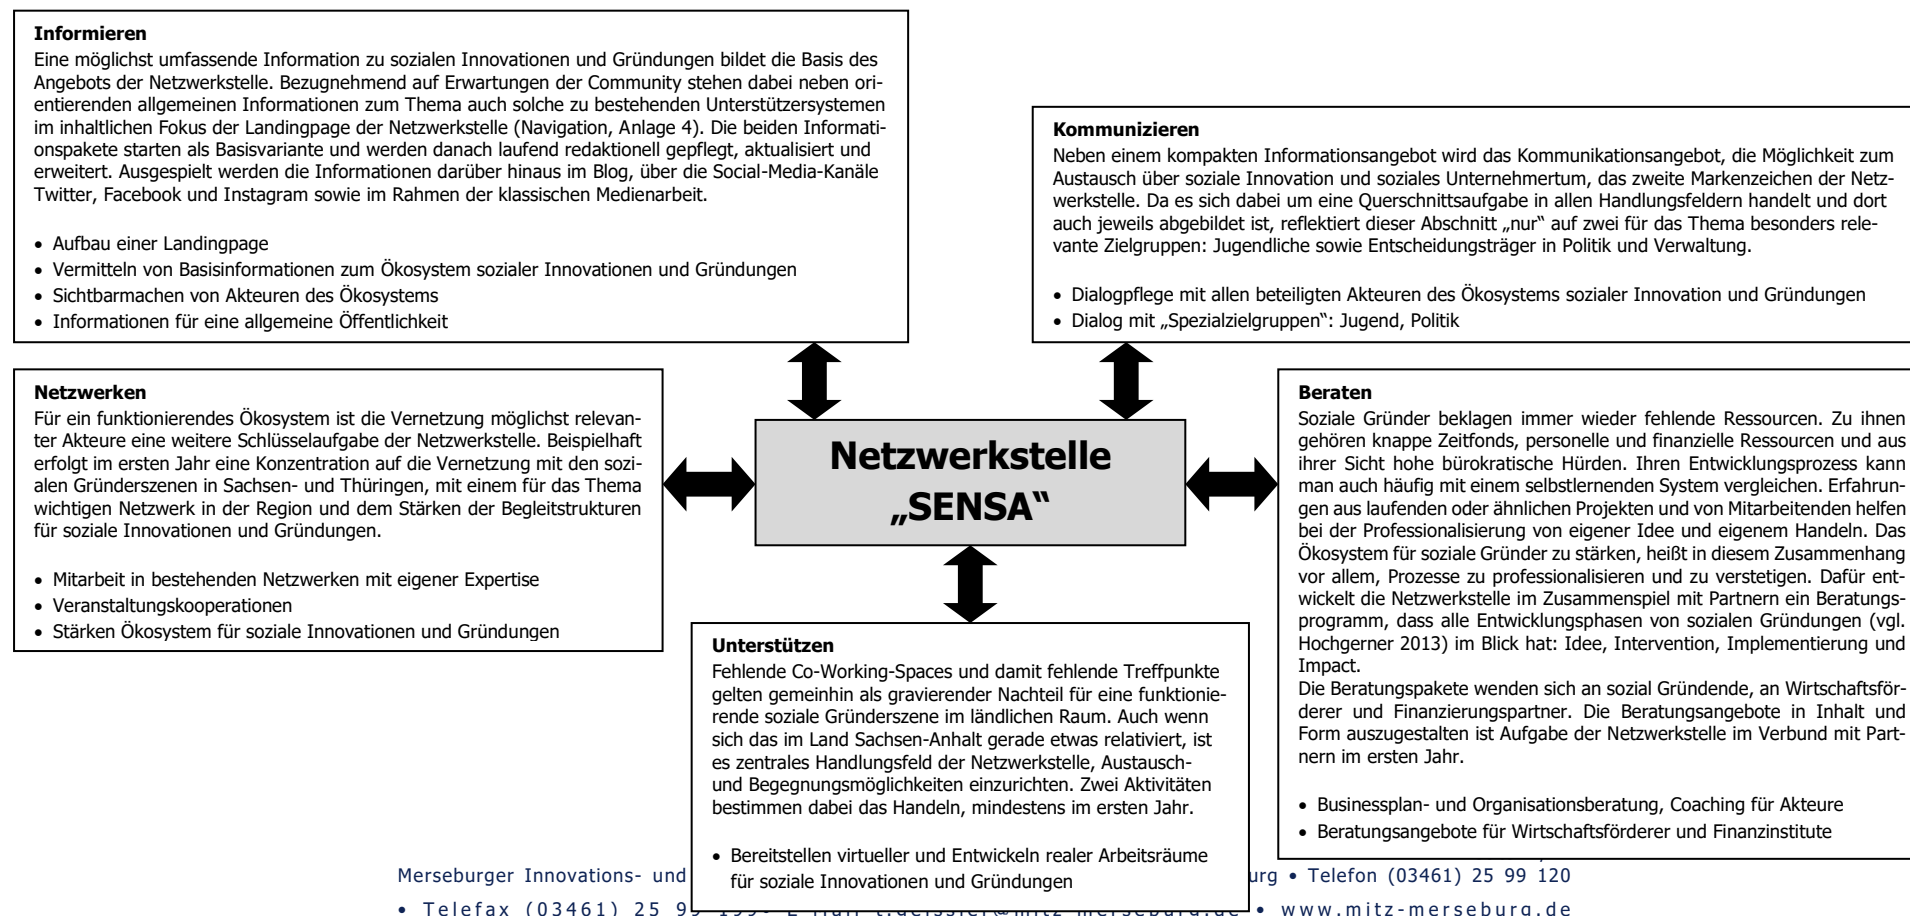 Informieren
Eine möglichst umfassende Information zu sozialen Innovationen und Gründungen bildet die Basis des
Angebots der Netzwerkstelle. Bezugnehmend auf Erwartungen der Community stehen dabei neben ori-
entierenden allgemeinen Informationen zum Thema auch solche zu bestehenden Unterstützersystemen
im inhaltlichen Fokus der Landingpage der Netzwerkstelle (Navigation, Anlage 4). Die beiden Informati-
onspakete starten als Basisvariante und werden danach laufend redaktionell gepflegt, aktualisiert und
erweitert. Ausgespielt werden die Informationen darüber hinaus im Blog, über die Social-Media-Kanäle
Twitter, Facebook und Instagram sowie im Rahmen der klassischen Medienarbeit.
• Aufbau einer Landingpage
• Vermitteln von Basisinformationen zum Ökosystem sozialer Innovationen und Gründungen
• Sichtbarmachen von Akteuren des Ökosystems
• Informationen für eine allgemeine Öffentlichkeit
Kommunizieren
Neben einem kompakten Informationsangebot wird das Kommunikationsangebot, die Möglichkeit zum
Austausch über soziale Innovation und soziales Unternehmertum, das zweite Markenzeichen der Netz-
werkstelle. Da es sich dabei um eine Querschnittsaufgabe in allen Handlungsfeldern handelt und dort
auch jeweils abgebildet ist, reflektiert dieser Abschnitt „nur“ auf zwei für das Thema besonders rele-
vante Zielgruppen: Jugendliche sowie Entscheidungsträger in Politik und Verwaltung.
• Dialogpflege mit allen beteiligten Akteuren des Ökosystems sozialer Innovation und Gründungen
• Dialog mit „Spezialzielgruppen“: Jugend, Politik
Netzwerken
Für ein funktionierendes Ökosystem ist die Vernetzung möglichst relevan-
ter Akteure eine weitere Schlüsselaufgabe der Netzwerkstelle. Beispielhaft
erfolgt im ersten Jahr eine Konzentration auf die Vernetzung mit den sozi-
alen Gründerszenen in Sachsen- und Thüringen, mit einem für das Thema
wichtigen Netzwerk in der Region und dem Stärken der Begleitstrukturen
für soziale Innovationen und Gründungen.
• Mitarbeit in bestehenden Netzwerken mit eigener Expertise
• Veranstaltungskooperationen
• Stärken Ökosystem für soziale Innovationen und Gründungen
Netzwerkstelle
„SENSA“
Beraten
Soziale Gründer beklagen immer wieder fehlende Ressourcen. Zu ihnen
gehören knappe Zeitfonds, personelle und finanzielle Ressourcen und aus
ihrer Sicht hohe bürokratische Hürden. Ihren Entwicklungsprozess kann
man auch häufig mit einem selbstlernenden System vergleichen. Erfahrun-
gen aus laufenden oder ähnlichen Projekten und von Mitarbeitenden helfen
bei der Professionalisierung von eigener Idee und eigenem Handeln. Das
Ökosystem für soziale Gründer zu stärken, heißt in diesem Zusammenhang
vor allem, Prozesse zu professionalisieren und zu verstetigen. Dafür ent-
wickelt die Netzwerkstelle im Zusammenspiel mit Partnern ein Beratungs-
programm, dass alle Entwicklungsphasen von sozialen Gründungen (vgl.
Hochgerner 2013) im Blick hat: Idee, Intervention, Implementierung und
Impact.
Die Beratungspakete wenden sich an sozial Gründende, an Wirtschaftsför-
derer und Finanzierungspartner. Die Beratungsangebote in Inhalt und
Form auszugestalten ist Aufgabe der Netzwerkstelle im Verbund mit Part-
nern im ersten Jahr.
• Businessplan- und Organisationsberatung, Coaching für Akteure
• Beratungsangebote für Wirtschaftsförderer und Finanzinstitute
Unterstützen
Fehlende Co-Working-Spaces und damit fehlende Treffpunkte
gelten gemeinhin als gravierender Nachteil für eine funktionie-
rende soziale Gründerszene im ländlichen Raum. Auch wenn
sich das im Land Sachsen-Anhalt gerade etwas relativiert, ist
es zentrales Handlungsfeld der Netzwerkstelle, Austausch-
und Begegnungsmöglichkeiten einzurichten. Zwei Aktivitäten
bestimmen dabei das Handeln, mindestens im ersten Jahr.
• Bereitstellen virtueller und Entwickeln realer Arbeitsräume
für soziale Innovationen und Gründungen
Merseburger Innovations- und urg • Telefon (03461) 25 99 120
• Telefax (03461) 25 99 • www.mitz-merseburg.de